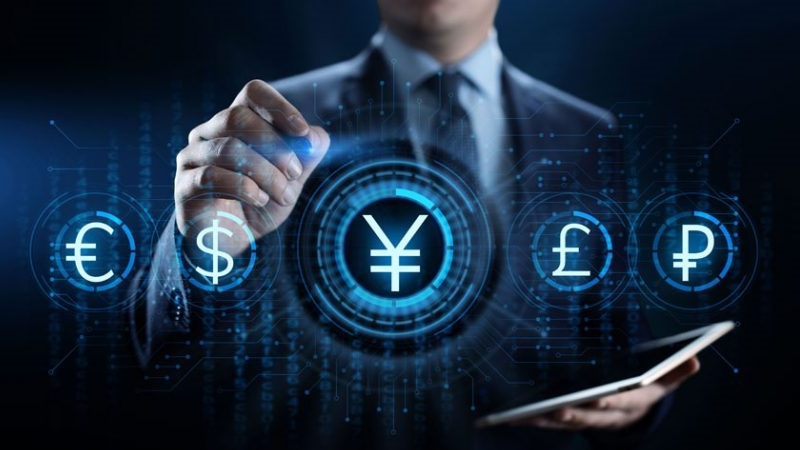 € $ ¥ £ ₽